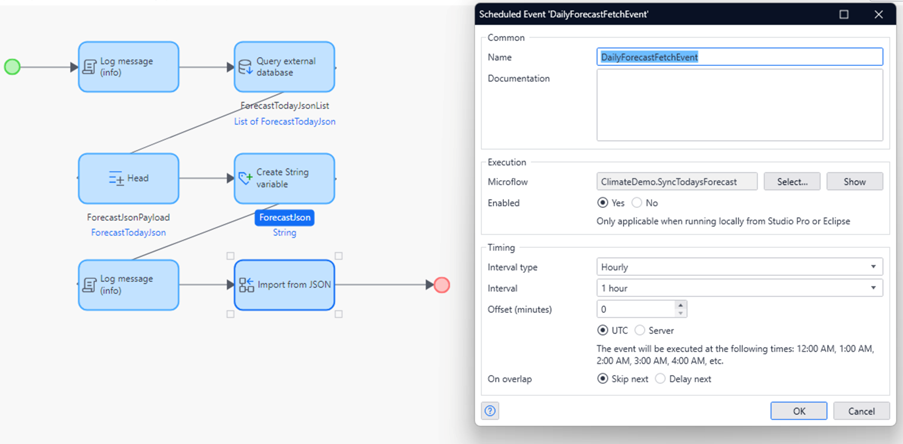 Log message
(info)
Query external
database
ForecastTodayJsonList
List of ForecastTodayJson
Head
Create String
variable
ForecastJsonPayload
ForecastTodayJson
ForecastJson
String
Log message
(info)
Import from JSON
Scheduled Event 'DailyForecastFetchEvent'
Common
Name
DailyForecastFetchEvent
Documentation
Execution
Microflow
ClimateDemo.SyncTodaysForecast
Select...
Show
Enabled
Yes
No
Only applicable when running locally from Studio Pro or Eclipse
Timing
Interval type
Hourly
Interval
1 hour
Offset (minutes)
0
UTC
Server
The event will be executed at the following times: 12:00 AM, 1:00 AM,
2:00 AM, 3:00 AM, 4:00 AM, etc.
On overlap
Skip next
Delay next
?
OK
Cancel